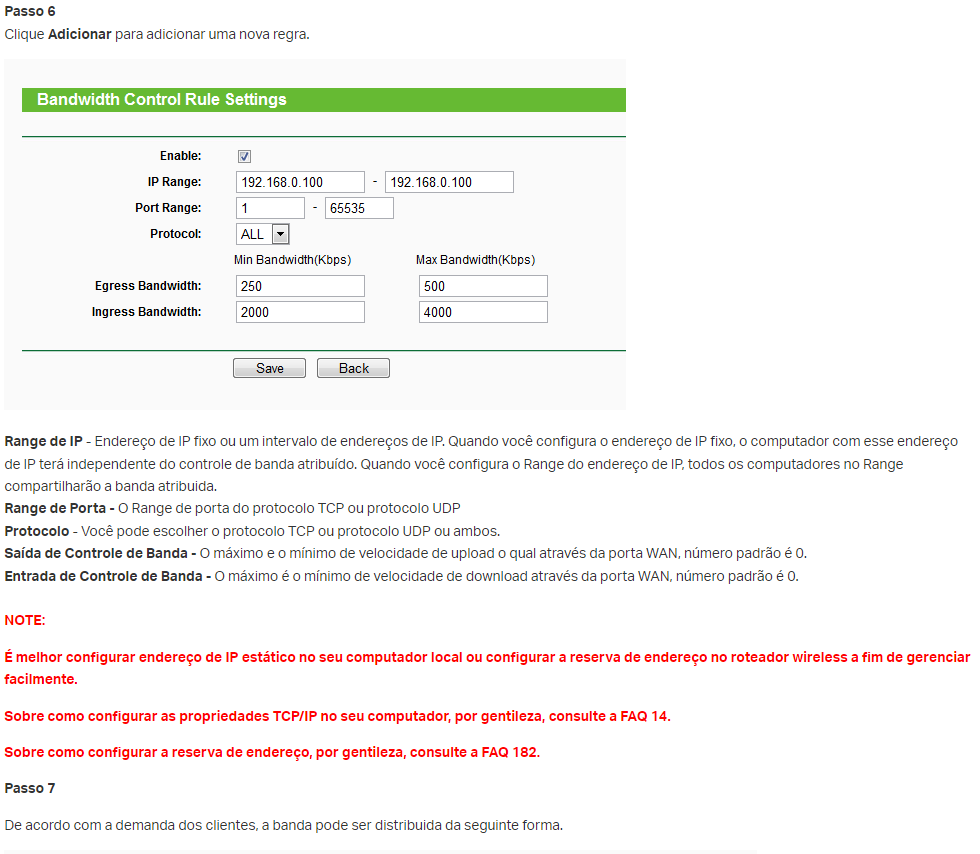 Passo 6
Clique Adicionar para adicionar uma nova regra.
Bandwidth Control Rule Settings
Enable:
IP Range: 192.168.0.100 - 192.168.0.100
Port Range: 1 - 65535
Protocol: ALL
Min Bandwidth(Kbps) Max Bandwidth(Kbps)
Egress Bandwidth: 250 500
Ingress Bandwidth: 2000 4000
Save Back
Range de IP - Endereço de IP fixo ou um intervalo de endereços de IP. Quando você configura o endereço de IP fixo, o computador com esse endereço
de IP terá independente do controle de banda atribuído. Quando você configura o Range do endereço de IP, todos os computadores no Range
compartilharão a banda atribuida.
Range de Porta - O Range de porta do protocolo TCP ou protocolo UDP
Protocolo - Você pode escolher o protocolo TCP ou protocolo UDP ou ambos.
Saída de Controle de Banda - O máximo e o mínimo de velocidade de upload o qual através da porta WAN, número padrão é 0.
Entrada de Controle de Banda - O máximo é o mínimo de velocidade de download através da porta WAN, número padrão é 0.
NOTE:
É melhor configurar endereço de IP estático no seu computador local ou configurar a reserva de endereço no roteador wireless a fim de gerenciar
facilmente.
Sobre como configurar as propriedades TCP/IP no seu computador, por gentileza, consulte a FAQ 14.
Sobre como configurar a reserva de endereço, por gentileza, consulte a FAQ 182.
Passo 7
De acordo com a demanda dos clientes, a banda pode ser distribuida da seguinte forma.